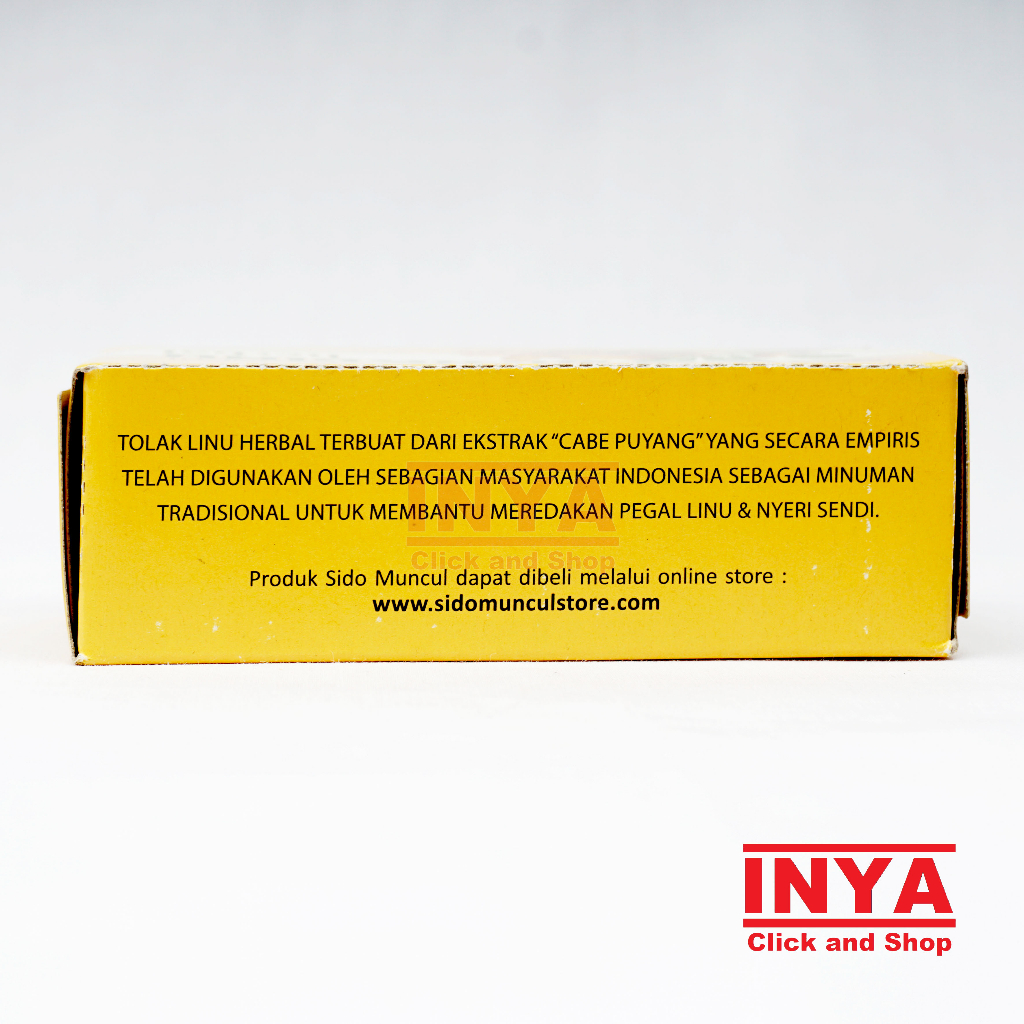 TOLAK LINU HERBAL TERBUAT DARI EKSTRAK “CABE PUYANG” YANG SECARA EMPIRIS
TELAH DIGUNAKAN OLEH SEBAGIAN MASYARAKAT INDONESIA SEBAGAI MINUMAN
TRADISIONAL UNTUK MEMBANTU MEREDAKAN PEGAL LINU & NYERI SENDI.
INYA
Click and Shop
Produk Sido Muncul dapat dibeli melalui online store :
www.sidomunculstore.com
INYA
Click and Shop